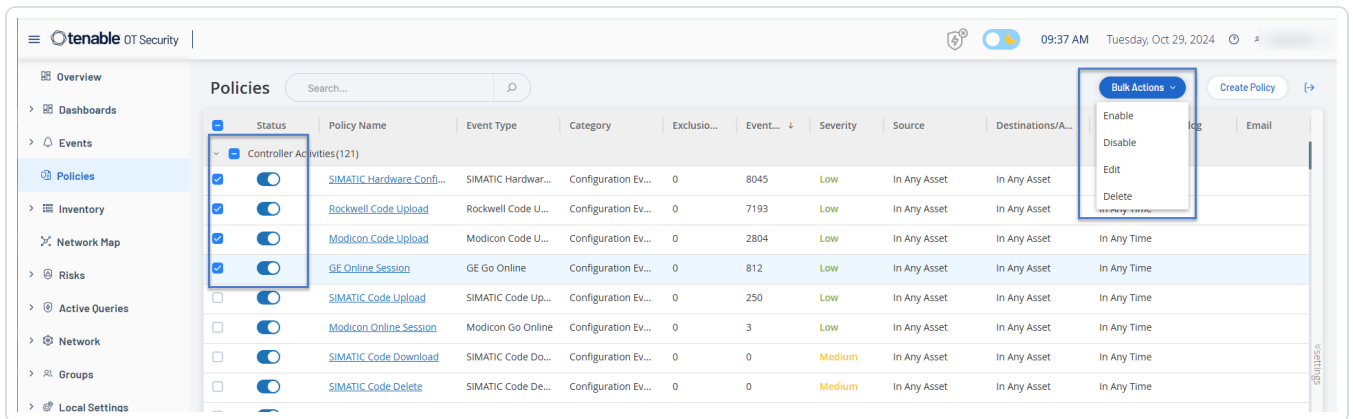 tenable OT Security
09:37 AM Tuesday, Oct 29, 2024
Overview
Dashboards
Events
Policies
Inventory
Network Map
Risks
Active Queries
Network
Groups
Local Settings
Policies Search... Bulk Actions Create Policy
Enable
Disable
Edit
Delete
Status Policy Name Event Type Category Exclusio... Event... Severity Source Destinations/A... Email
Controller Activities(121)
SIMATIC Hardware Confi... SIMATIC Hardwar... Configuration Ev... 0 8045 Low In Any Asset In Any Asset
Rockwell Code Upload Rockwell Code U... Configuration Ev... 0 7193 Low In Any Asset In Any Asset In Any Time
Modicon Code Upload Modicon Code U... Configuration Ev... 0 2804 Low In Any Asset In Any Asset In Any Time
GE Online Session GE Go Online Configuration Ev... 0 812 Low In Any Asset In Any Asset In Any Time
SIMATIC Code Upload SIMATIC Code Up... Configuration Ev... 0 250 Low In Any Asset In Any Asset In Any Time
Modicon Online Session Modicon Go Online Configuration Ev... 0 3 Low In Any Asset In Any Asset In Any Time
SIMATIC Code Download SIMATIC Code Do... Configuration Ev... 0 0 Medium In Any Asset In Any Asset In Any Time
SIMATIC Code Delete SIMATIC Code De... Configuration Ev... 0 0 Medium In Any Asset In Any Asset In Any Time
settings